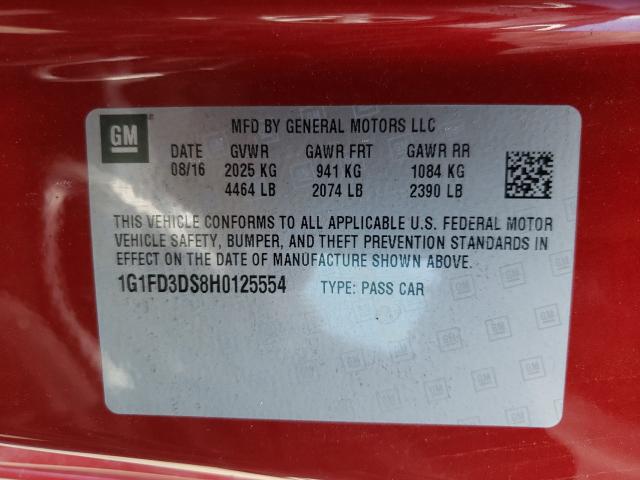 GM
MFD BY GENERAL MOTORS LLC
DATE GVWR GAWR FRT GAWR RR
08/16 2025 KG 941 KG 1084 KG
4464 LB 2074 LB 2390 LB
THIS VEHICLE CONFORMS TO ALL APPLICABLE U.S. FEDERAL MOTOR
VEHICLE SAFETY, BUMPER, AND THEFT PREVENTION STANDARDS IN
EFFECT ON THE DATE OF MANUFACTURE SHOWN ABOVE.
1G1FD3DS8H0125554 TYPE: PASS CAR